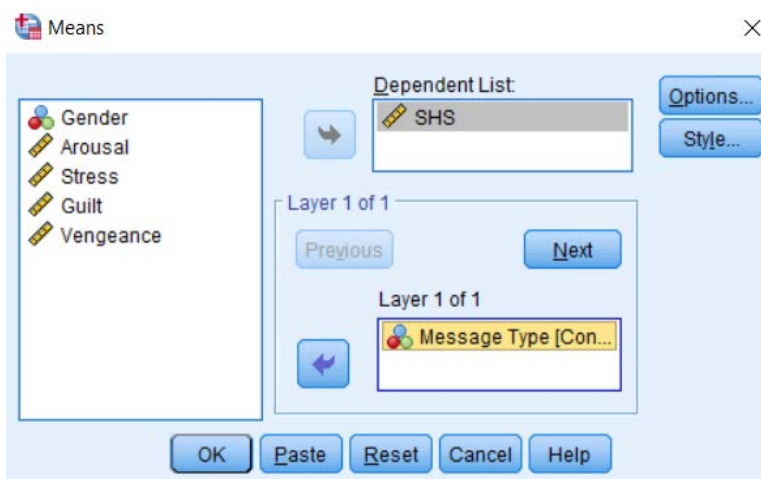 Means
Gender
Arousal
Stress
Guilt
Vengeance
Dependent List:
SHS
Options...
Style...
Layer 1 of 1
Previous
Next
Layer 1 of 1
Message Type [Con...
OK
Paste
Reset
Cancel
Help